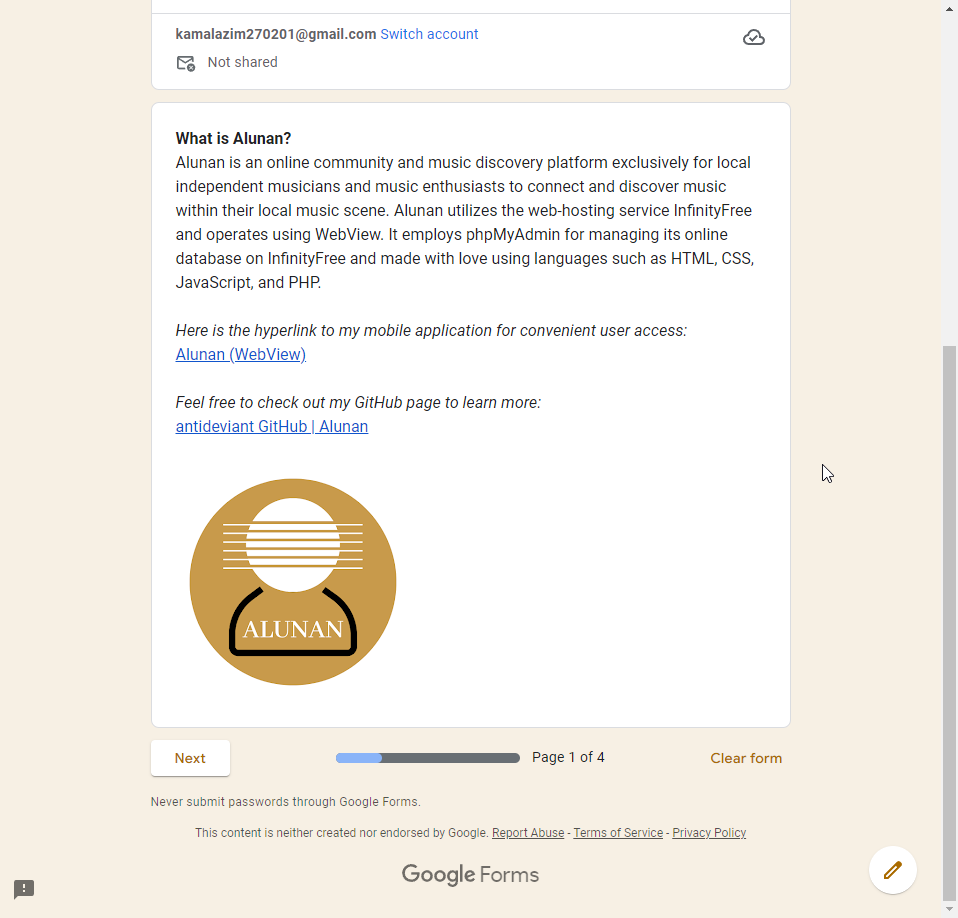 kamalazim270201@gmail.com Switch account
Not shared
What is Alunan?
Alunan is an online community and music discovery platform exclusively for local
independent musicians and music enthusiasts to connect and discover music
within their local music scene. Alunan utilizes the web-hosting service InfinityFree
and operates using WebView. It employs phpMyAdmin for managing its online
database on InfinityFree and made with love using languages such as HTML, CSS,
JavaScript, and PHP.
Here is the hyperlink to my mobile application for convenient user access:
Alunan (WebView)
Feel free to check out my GitHub page to learn more:
antideviant GitHub | Alunan
ALUNAN
Next
Page 1 of 4
Clear form
Never submit passwords through Google Forms.
This content is neither created nor endorsed by Google. Report Abuse - Terms of Service - Privacy Policy
Google Forms